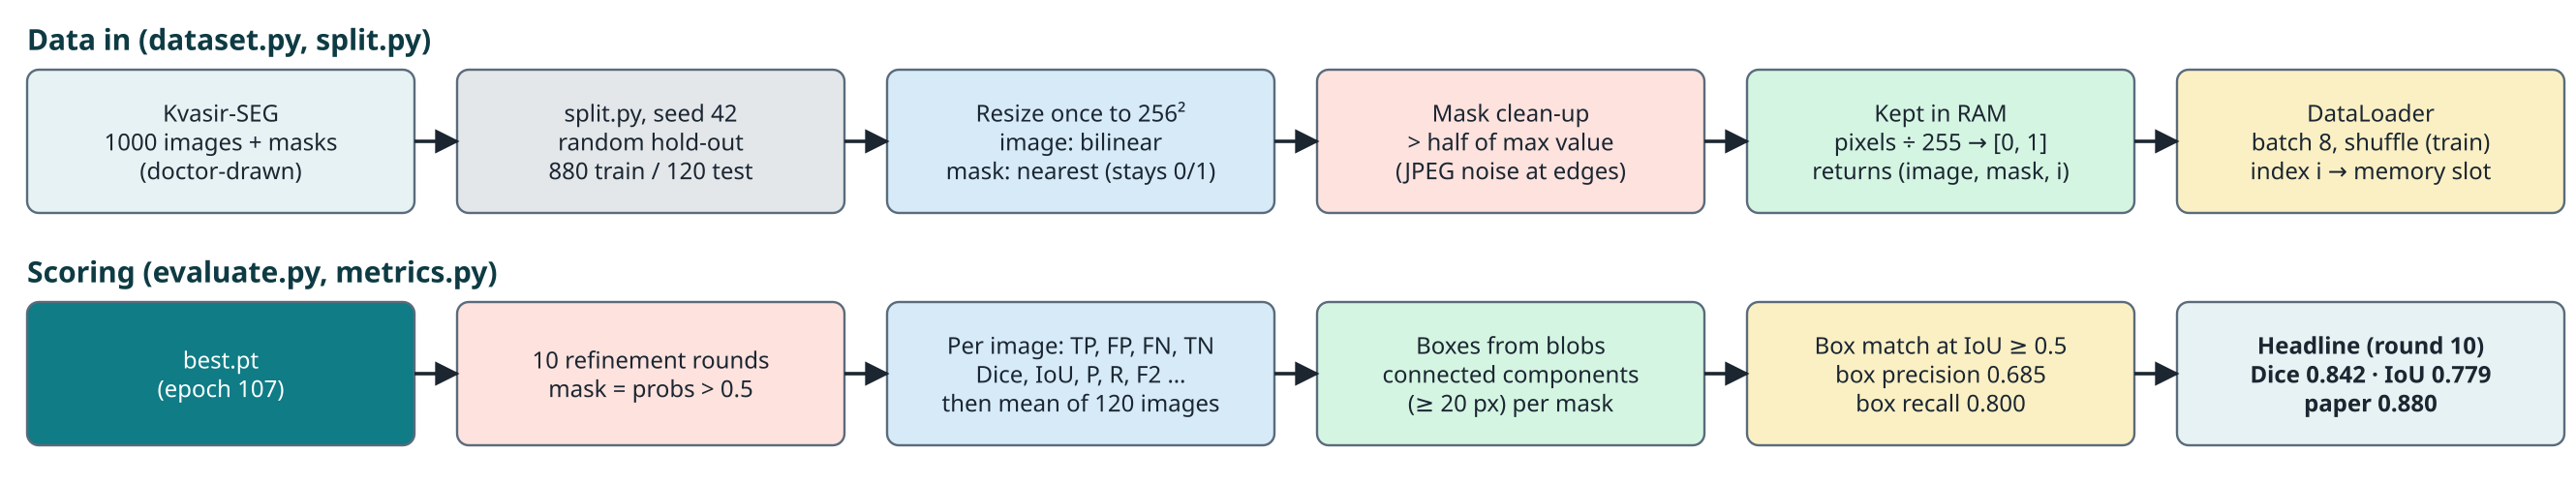 Data in (dataset.py, split.py)
Kvasir-SEG
1000 images + masks
(doctor-drawn)
split.py, seed 42
random hold-out
880 train / 120 test
Resize once to 256²
image: bilinear
mask: nearest (stays 0/1)
Mask clean-up
> half of max value
(JPEG noise at edges)
Kept in RAM
pixels ÷ 255 → [0, 1]
returns (image, mask, i)
DataLoader
batch 8, shuffle (train)
index i → memory slot
Scoring (evaluate.py, metrics.py)
best.pt
(epoch 107)
10 refinement rounds
mask = probs > 0.5
Per image: TP, FP, FN, TN
Dice, IoU, P, R, F2 ...
then mean of 120 images
Boxes from blobs
connected components
(≥ 20 px) per mask
Box match at IoU ≥ 0.5
box precision 0.685
box recall 0.800
Headline (round 10)
Dice 0.842 · IoU 0.779
paper 0.880